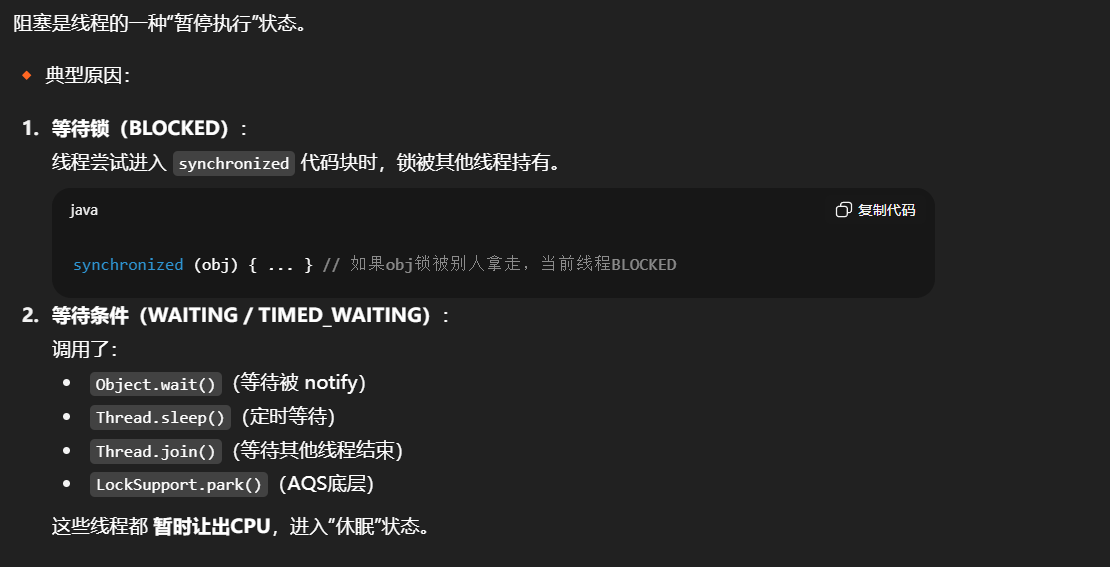 阻塞是线程的一种“暂停执行”状态。
🔸 典型原因：
1. 等待锁（BLOCKED）：
线程尝试进入 synchronized 代码块时，锁被其他线程持有。
java
复制代码
synchronized (obj) { ... } // 如果obj锁被别人拿走，当前线程BLOCKED
2. 等待条件（WAITING / TIMED_WAITING）：
调用了：
• Object.wait()（等待被 notify）
• Thread.sleep()（定时等待）
• Thread.join()（等待其他线程结束）
• LockSupport.park()（AQS底层）
这些线程都 暂时让出CPU，进入“休眠”状态。